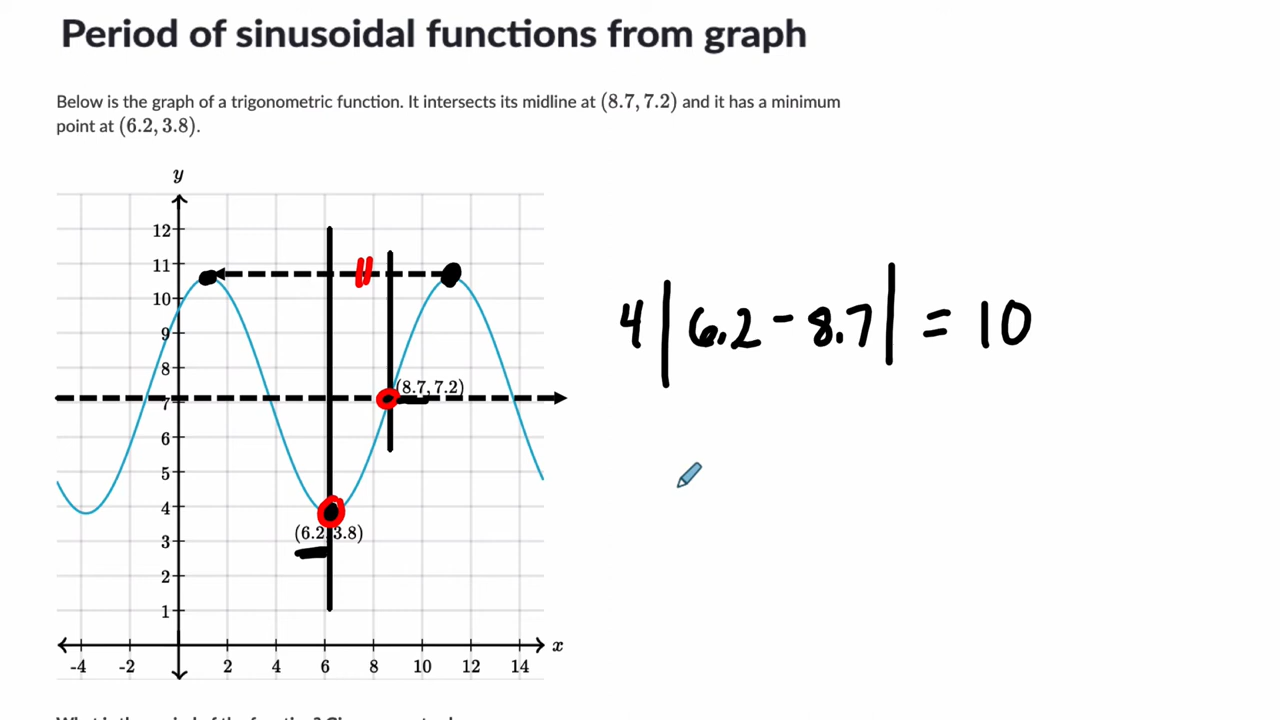 Period of sinusoidal functions from graph
Below is the graph of a trigonometric function. It intersects its midline at (8.7, 7.2) and it has a minimum
point at (6.2, 3.8).
y
12
11
10
9
8
7
6
5
4
3
2
1
(8.7, 7.2)
(6.2, 3.8)
-4 -2 2 4 6 8 10 12 14
x
4|6.2-8.7| = 10